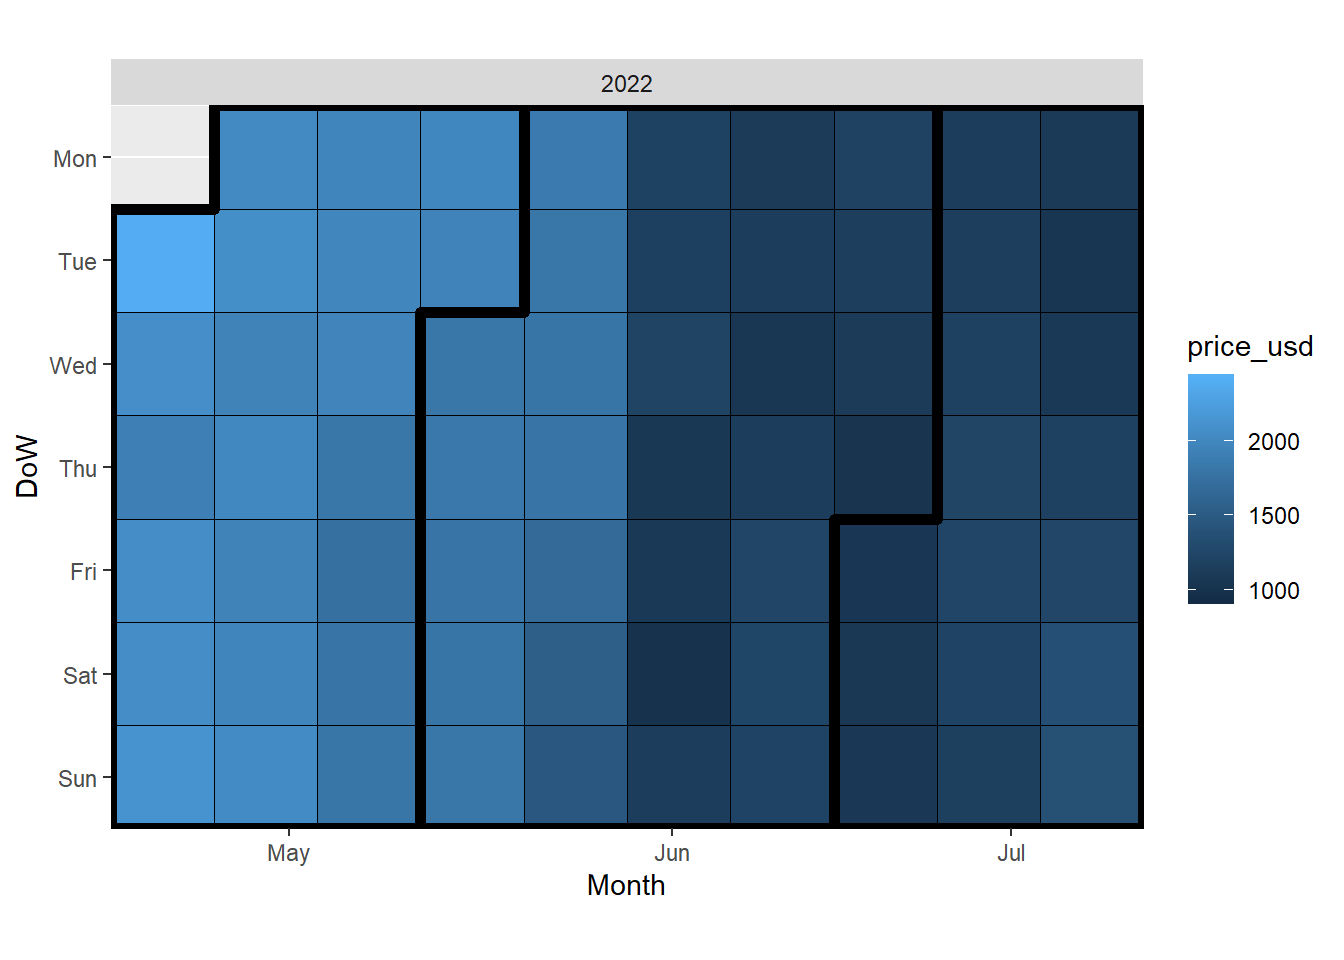 2022
Mon
Tue
Wed
Thu
Fri
Sat
Sun
DoW
May Jun Jul
Month
price_usd
2000
1500
1000